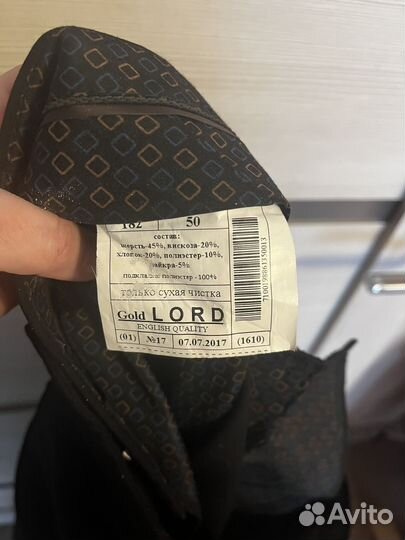 182 50
состав:
шерсть-45%, вискоза-20%,
хлопок-20%, полиэстер-10%,
лайкра-5%
подкладка: полиэстер -100%
только сухая чистка
Gold LORD
ENGLISH QUALITY
(01) №17 07.07.2017 (1610)
Avito